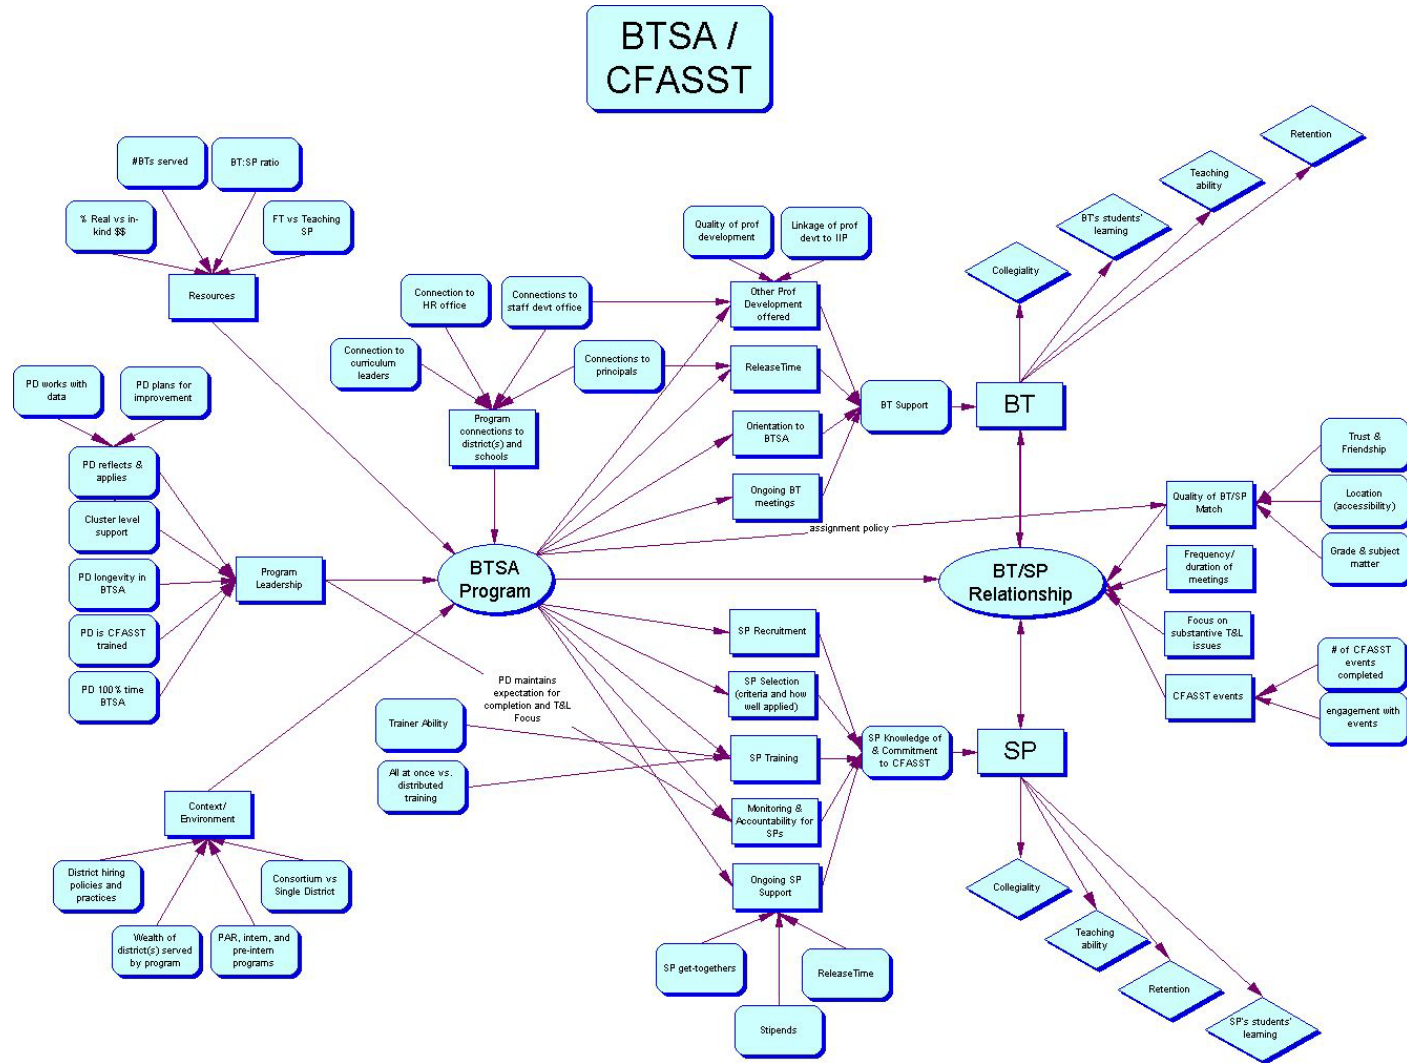 BTSA /
CFASST
Retention
#BTs served
BT:SP ratio
Teaching
ability
% Real vs in-
kind $$
FT vs Teaching
SP
Quality of prof
development
Linkage of prof
devt to IIP
BT's students'
learning
Collegiality
Resources
Connection to
HR office
Connections to
staff devt office
Other Prof
Development
offered
Connection to
curriculum
leaders
Connections to
principals
ReleaseTime
PD works with
data
PD plans for
improvement
BT Support
BT
Program
connections to
district(s) and
schools
Orientation to
BTSA
Trust &
Friendship
PD reflects &
applies
Ongoing BT
meetings
Quality of BT/SP
Match
Location
(accessibility)
Cluster level
support
assignment policy
Grade & subject
matter
PD longevity in
BTSA
Program
Leadership
BTSA
Program
BT/SP
Relationship
Frequency/
duration of
meetings
PD is CFASST
trained
SP Recruitment
Focus on
substantive T&L
issues
PD 100% time
BTSA
PD maintains
expectation for
completion and T&L
Focus
SP Selection
(criteria and how
well applied)
CFASST events
# of CFASST
events
completed
engagement with
events
Trainer Ability
SP Training
SP Knowledge of
& Commitment
to CFASST
SP
All at once vs.
distributed
training
Context/
Environment
Monitoring &
Accountability for
SPs
District hiring
policies and
practices
Consortium vs
Single District
Ongoing SP
Support
Collegiality
Wealth of
district(s) served
by program
PAR, intern, and
pre-intern
programs
Teaching
ability
SP get-togethers
ReleaseTime
Retention
Stipends
SP's students'
learning